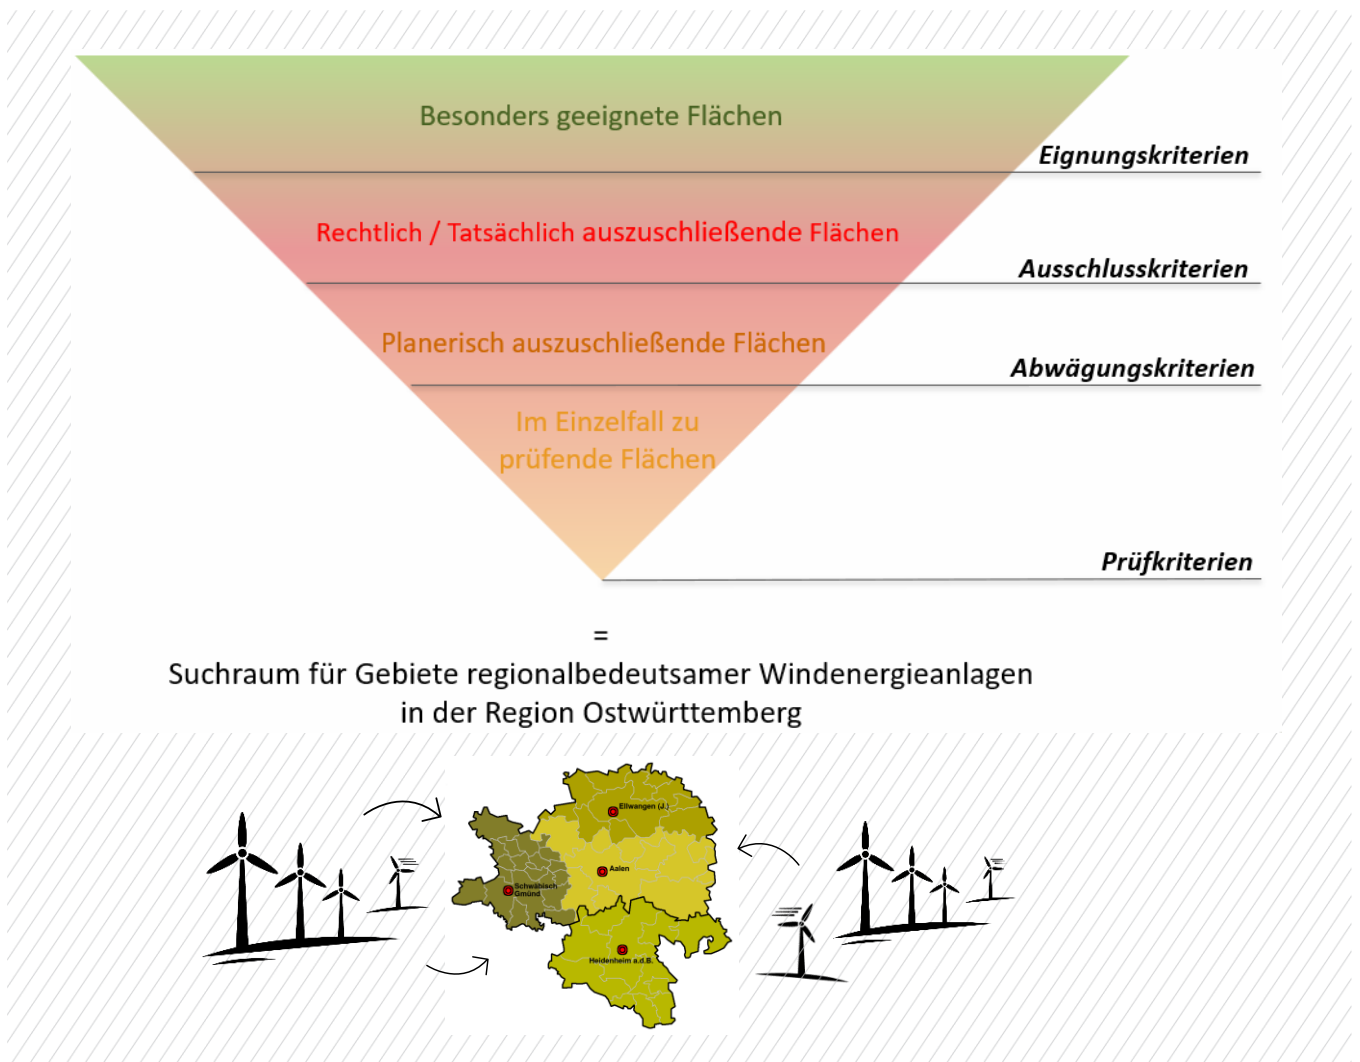 Besonders geeignete Flächen
Eignungskriterien
Rechtlich / Tatsächlich auszuschließende Flächen
Ausschlusskriterien
Planerisch auszuschließende Flächen
Abwägungskriterien
Im Einzelfall zu
prüfende Flächen
Prüfkriterien
=
Suchraum für Gebiete regionalbedeutsamer Windenergieanlagen
in der Region Ostwürttemberg
Ellwangen (J.)
Aalen
Schwäbisch
Gmünd
Heidenheim a.d.B.